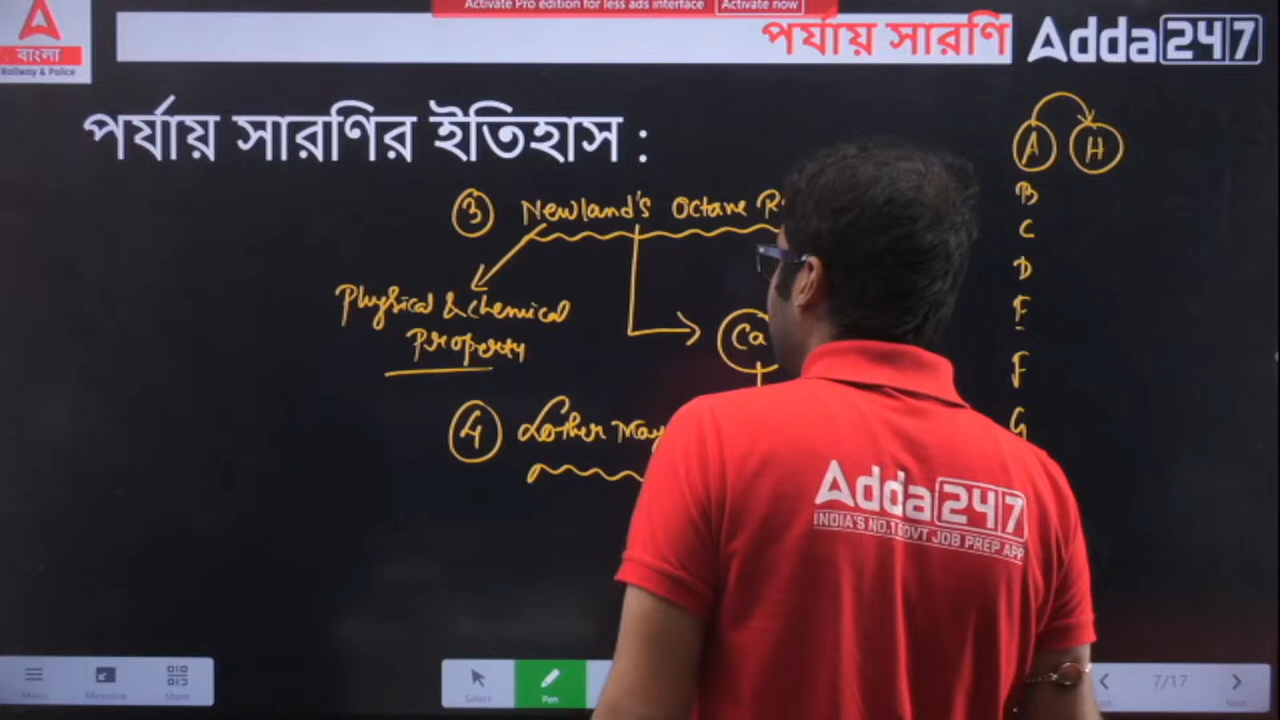 Activate Pro edition for less ads interface Activate now
বাংলা
Railway & Police
পর্যায় সারণি
Adda247
পর্যায় সারণির ইতিহাস :
A H
B
C
D
E
F
G
3 Newland's Octane
Physical & chemical
Property
Ca
4 Lother May
Adda247
INDIA'S NO.1 GOVT JOB PREP APP
Menu Minimize Share
Select Pen
7/17
Next